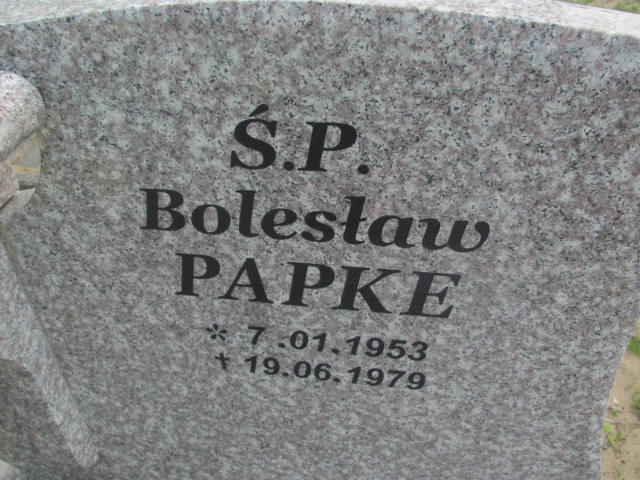 Ś.P.
Bolesław
PAPKE
* 7.01.1953
† 19.06.1979